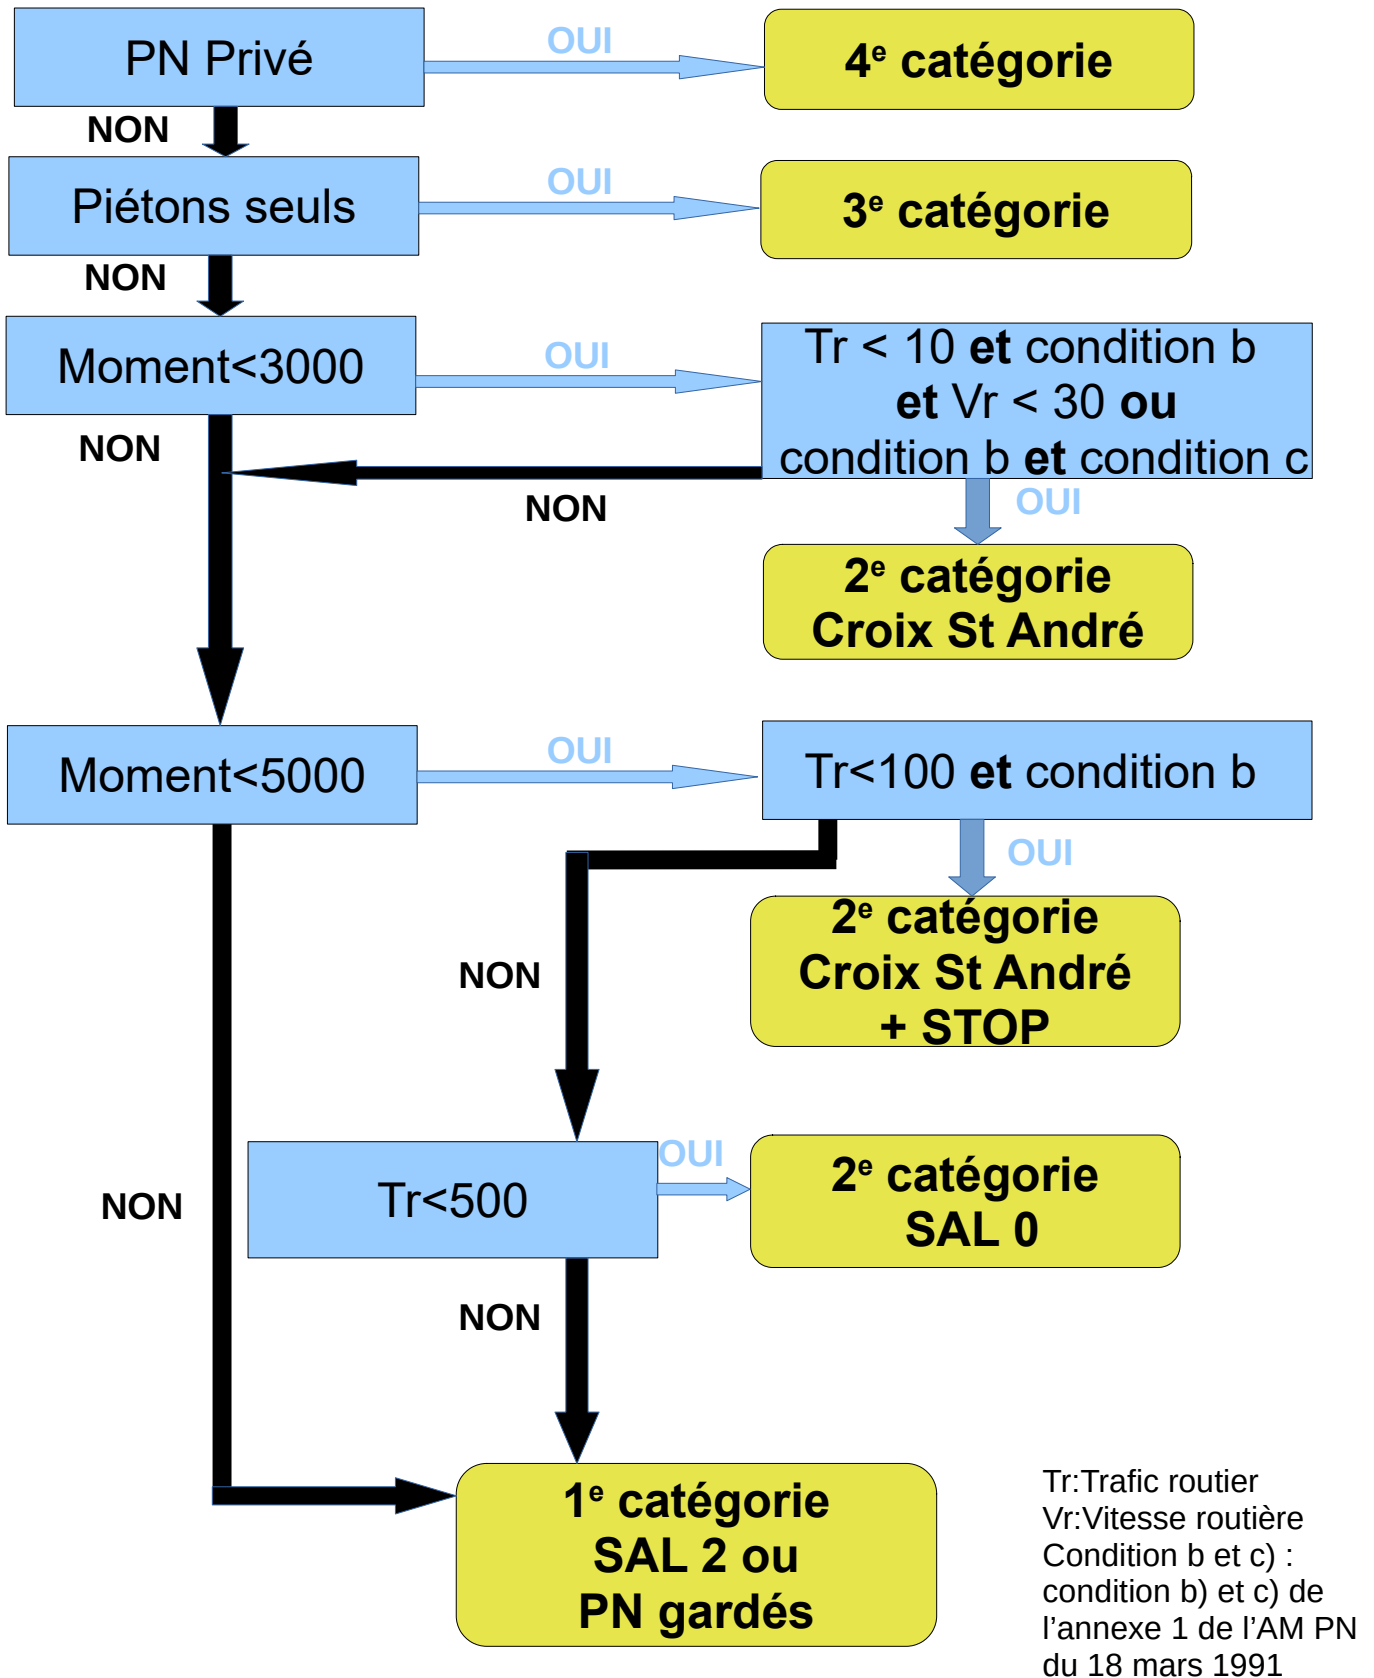 PN Privé
OUI
4e catégorie
NON
Piétons seuls
OUI
3e catégorie
NON
Moment<3000
OUI
Tr < 10 et condition b
et Vr < 30 ou
condition b et condition c
NON
NON
OUI
2e catégorie
Croix St André
Moment<5000
OUI
Tr<100 et condition b
OUI
2e catégorie
Croix St André
+ STOP
NON
Tr<500
OUI
2e catégorie
SAL 0
NON
NON
1e catégorie
SAL 2 ou
PN gardés
Tr:Trafic routier
Vr:Vitesse routière
Condition b et c) :
condition b) et c) de
l’annexe 1 de l’AM PN
du 18 mars 1991